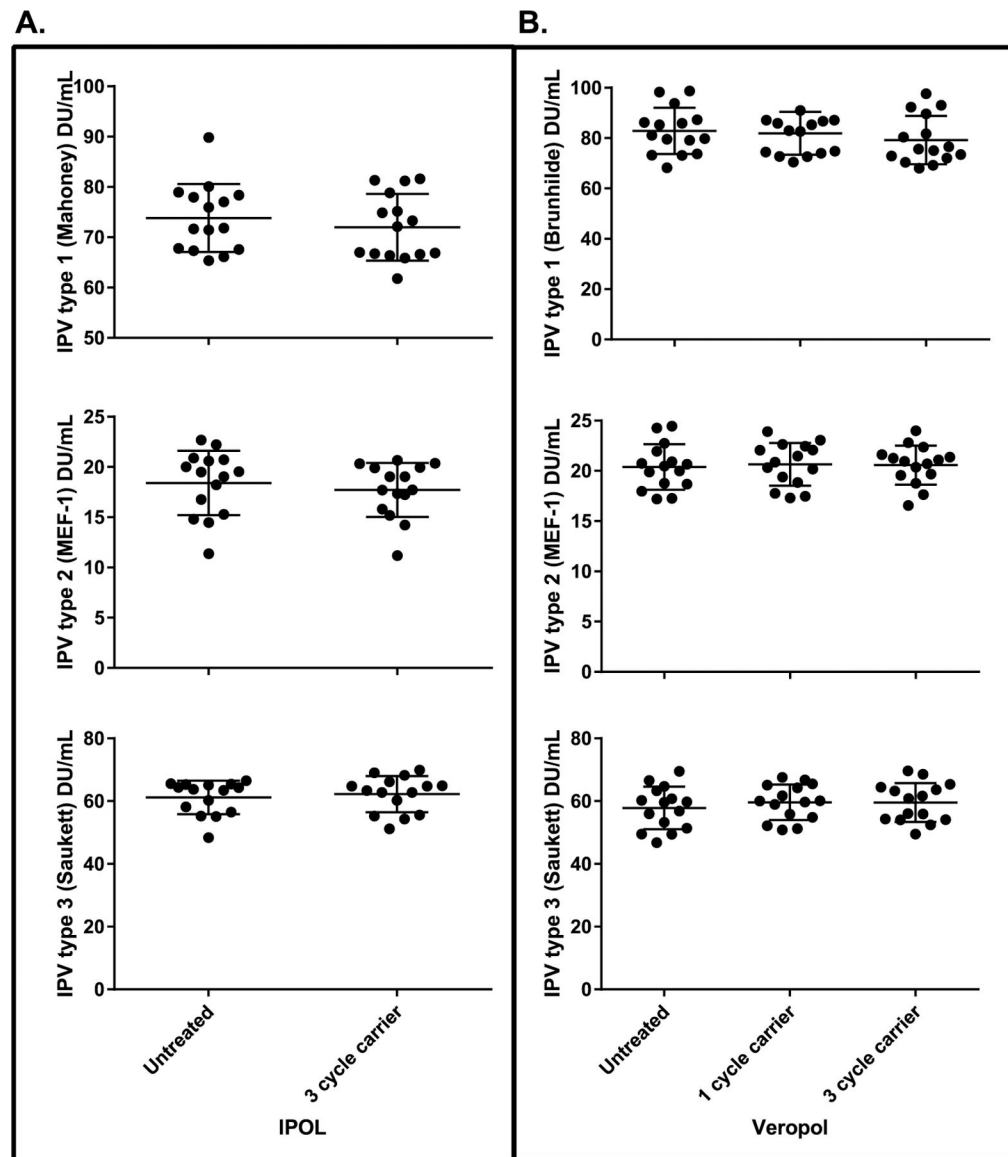 A.
IPV type 1 (Mahoney) DU/mL
100
90
80
70
60
50
IPV type 2 (MEF-1) DU/mL
25
20
15
10
5
0
IPV type 3 (Saukett) DU/mL
80
60
40
20
0
Untreated
3 cycle carrier
IPOL
B.
IPV type 1 (Brunhilde) DU/mL
100
80
60
40
20
0
IPV type 2 (MEF-1) DU/mL
25
20
15
10
5
0
IPV type 3 (Saukett) DU/mL
80
60
40
20
0
Untreated
1 cycle carrier
3 cycle carrier
Veropol